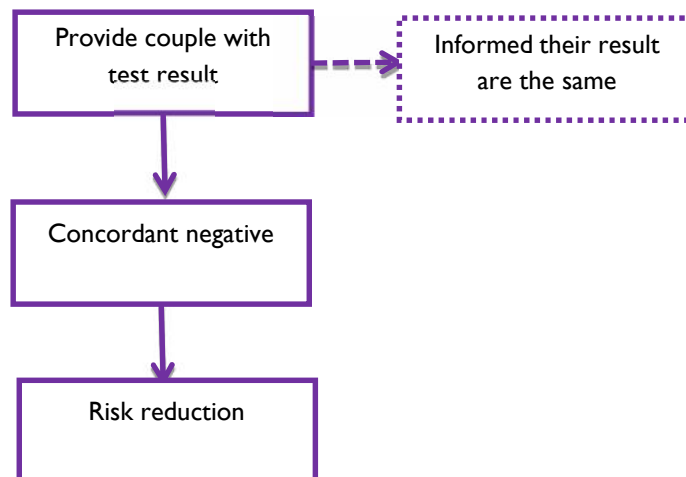 Provide couple with
test result
Informed their result
are the same
Concordant negative
Risk reduction